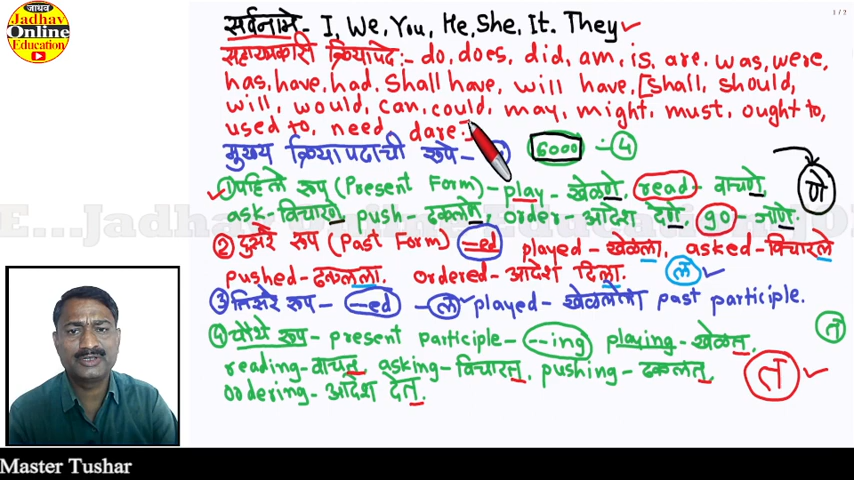 जाधव
Jadhav
Online
Education
1/2
सर्वनामे- I, We, You, He, She, It. They
सहाय्यकारी क्रियापदे:- do, does, did, am, is, are. was, were,
has, have, had. Shall have, will have, [shall, should,
will, would, can, could, may, might, must, ought to,
used to, need dare-]
मुख्य क्रियापदाची रूपे- 6000 - ④
① पहिले रूप (Present Form) - play - खेळणे, read - वाचणे, णे
ask - विचारणे push - ढकलणे order - आदेश देणे, go - जाणे.
② दुसरे रूप (Past Form) -ed played - खेळला, asked - विचारले
pushed - ढकलला. ordered - आदेश दिला. ले
③ तिसरे रूप - -ed - ले played - खेळलेला past participle.
④ चौथे रूप - present participle - --ing playing - खेळत, त
reading - वाचत, asking - विचारत, pushing - ढकलत, त
ordering - आदेश देत.
Master Tushar